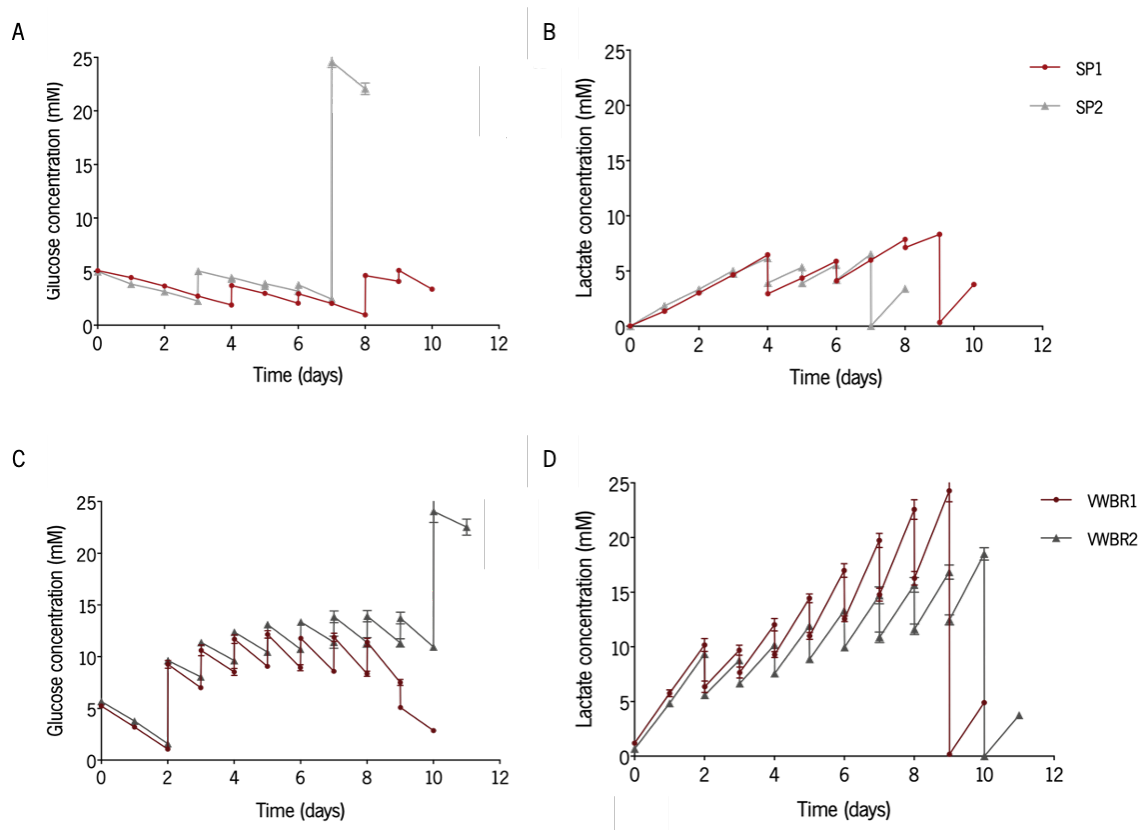 A
Glucose concentration (mM)
25
20
15
10
5
0
0 2 4 6 8 10 12
Time (days)
B
Lactate concentration (mM)
25
20
15
10
5
0
0 2 4 6 8 10 12
Time (days)
SP1
SP2
C
Glucose concentration (mM)
25
20
15
10
5
0
0 2 4 6 8 10 12
Time (days)
D
Lactate concentration (mM)
25
20
15
10
5
0
0 2 4 6 8 10 12
Time (days)
VWBR1
VWBR2